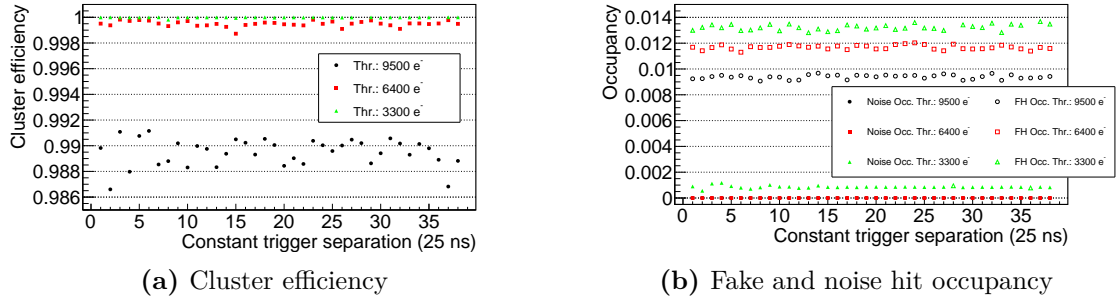 Cluster efficiency
1
0.998
0.996
0.994
0.992
0.99
0.988
0.986
Thr.: 9500 e⁻
Thr.: 6400 e⁻
Thr.: 3300 e⁻
0 5 10 15 20 25 30 35
Constant trigger separation (25 ns)
(a) Cluster efficiency
Occupancy
0.014
0.012
0.01
0.008
0.006
0.004
0.002
0
Noise Occ. Thr.: 9500 e⁻ FH Occ. Thr.: 9500 e⁻
Noise Occ. Thr.: 6400 e⁻ FH Occ. Thr.: 6400 e⁻
Noise Occ. Thr.: 3300 e⁻ FH Occ. Thr.: 3300 e⁻
0 5 10 15 20 25 30 35
Constant trigger separation (25 ns)
(b) Fake and noise hit occupancy